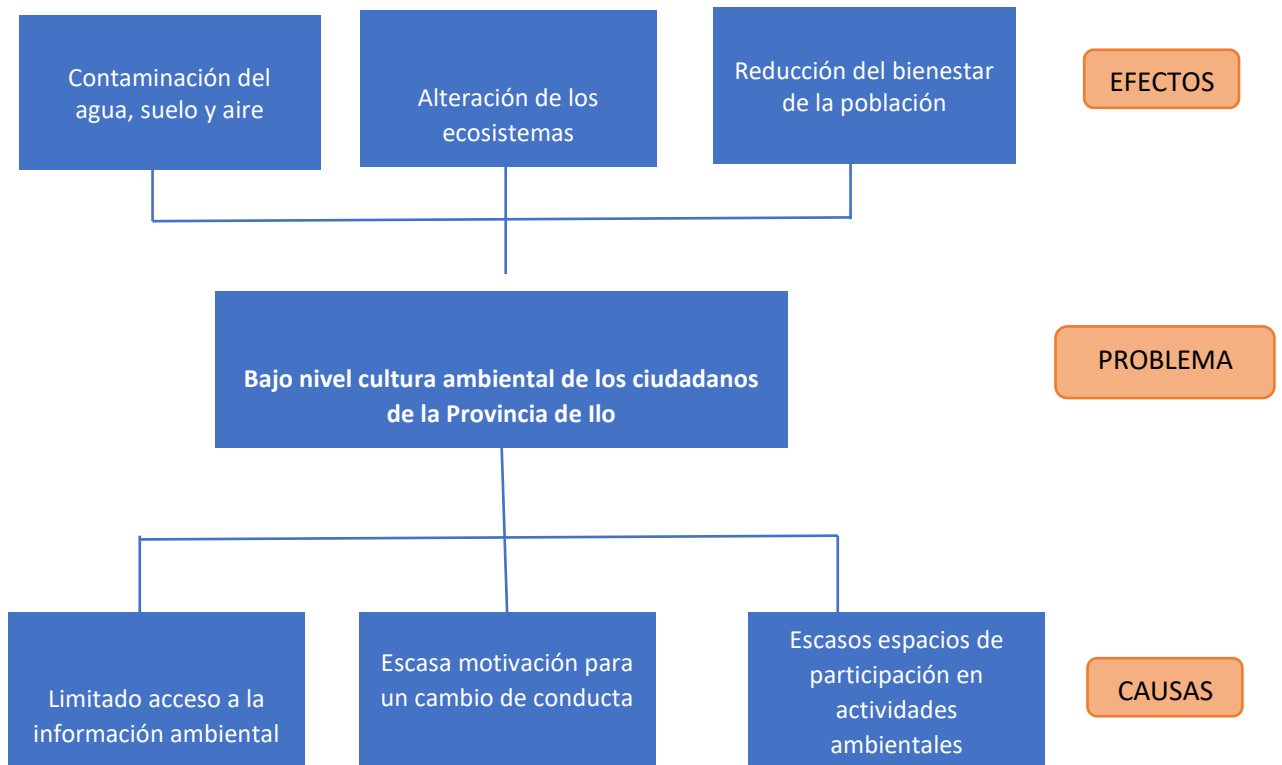 Contaminación del
agua, suelo y aire
Alteración de los
ecosistemas
Reducción del bienestar
de la población
EFECTOS
Bajo nivel cultura ambiental de los ciudadanos
de la Provincia de Ilo
PROBLEMA
Limitado acceso a la
información ambiental
Escasa motivación para
un cambio de conducta
Escasos espacios de
participación en
actividades
ambientales
CAUSAS